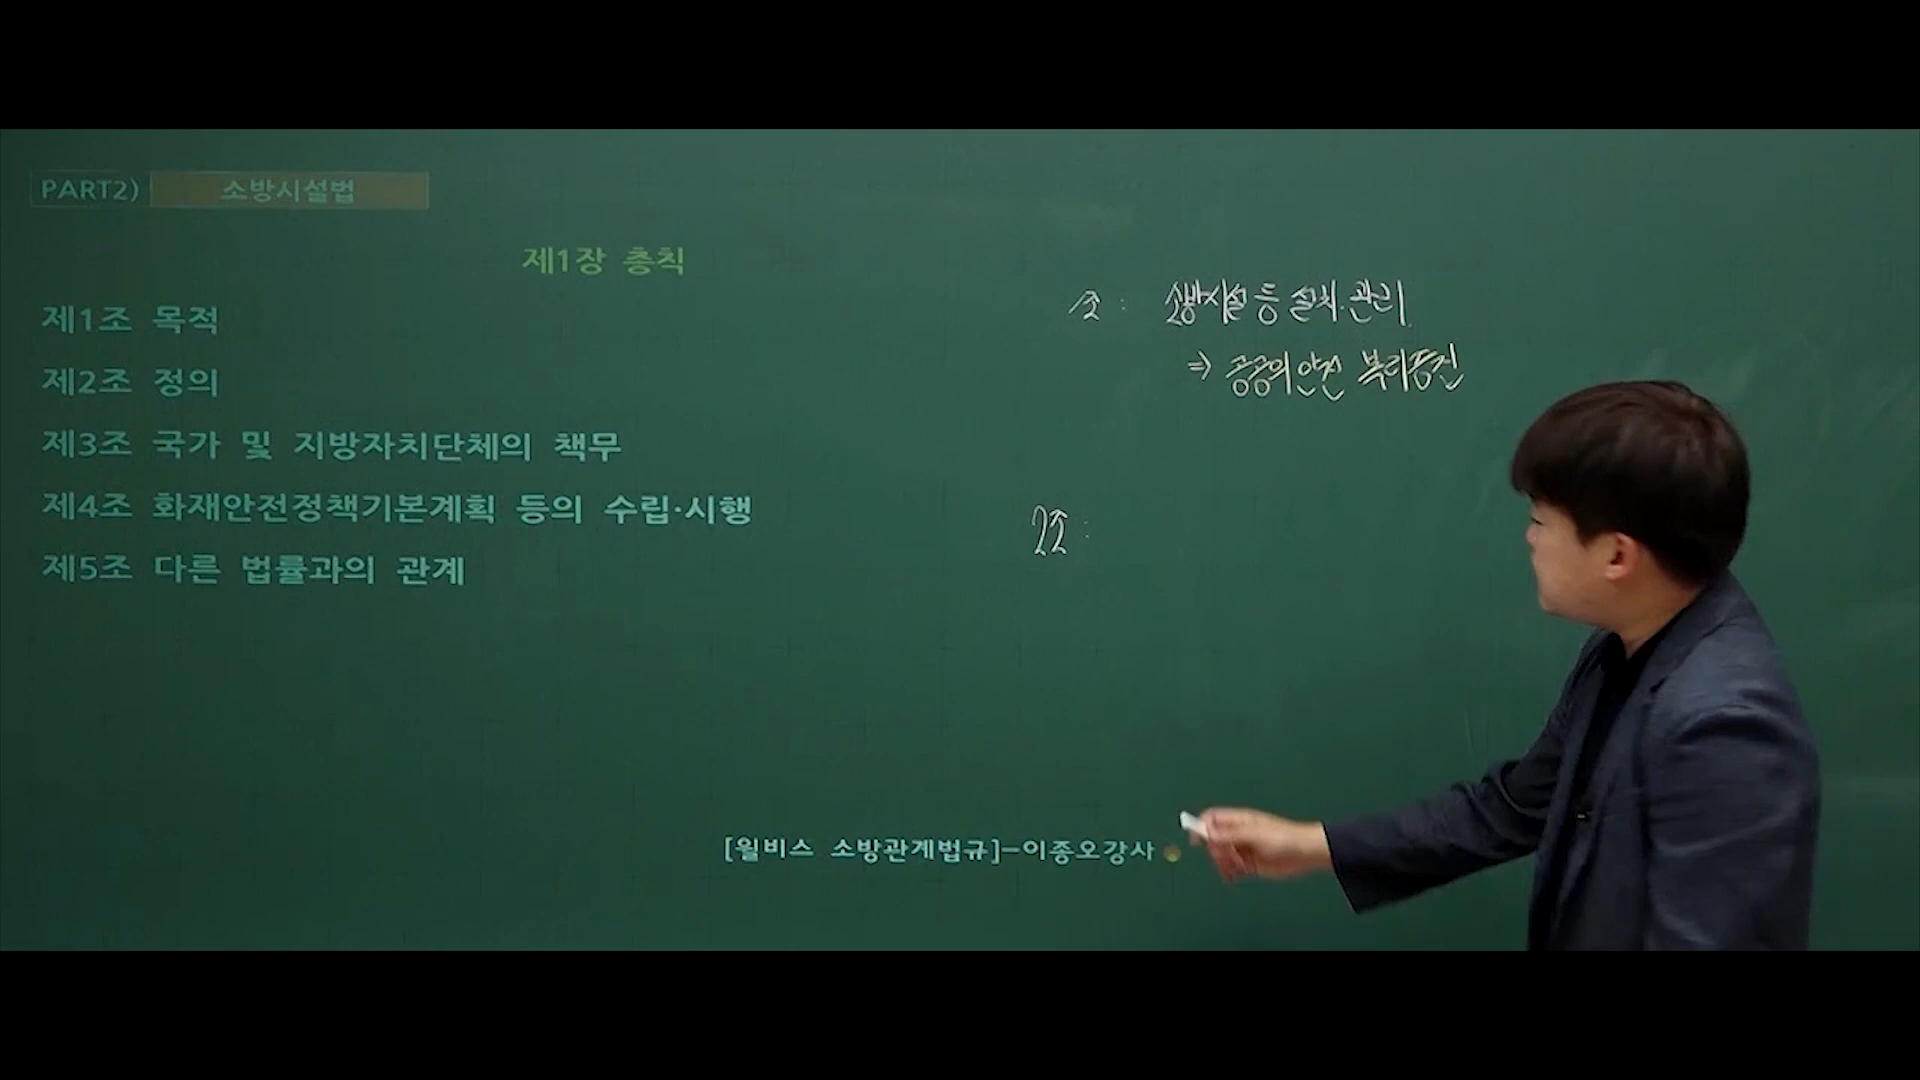 PART2) 소방시설법
제1장 총칙
제1조 목적
제2조 정의
제3조 국가 및 지방자치단체의 책무
제4조 화재안전정책기본계획 등의 수립·시행
제5조 다른 법률과의 관계
1조 : 소방시설 등 설치·관리
⇒ 공공의 안전 복리증진
2조 :
[윌비스 소방관계법규]-이종오강사